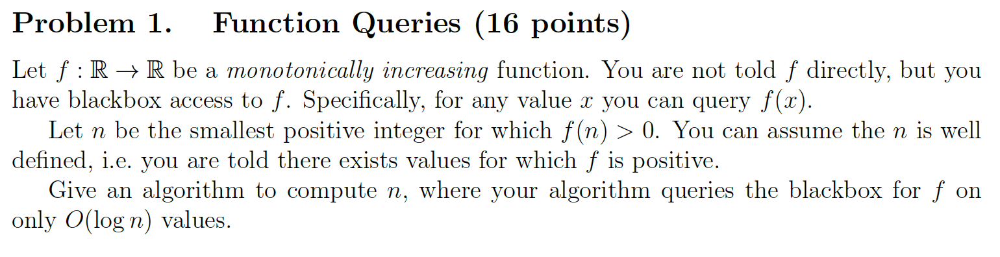 Problem 1. Function Queries (16 points)
Let f : ℝ → ℝ be a monotonically increasing function. You are not told f directly, but you
have blackbox access to f. Specifically, for any value x you can query f(x).
Let n be the smallest positive integer for which f(n) > 0. You can assume the n is well
defined, i.e. you are told there exists values for which f is positive.
Give an algorithm to compute n, where your algorithm queries the blackbox for f on
only O(log n) values.